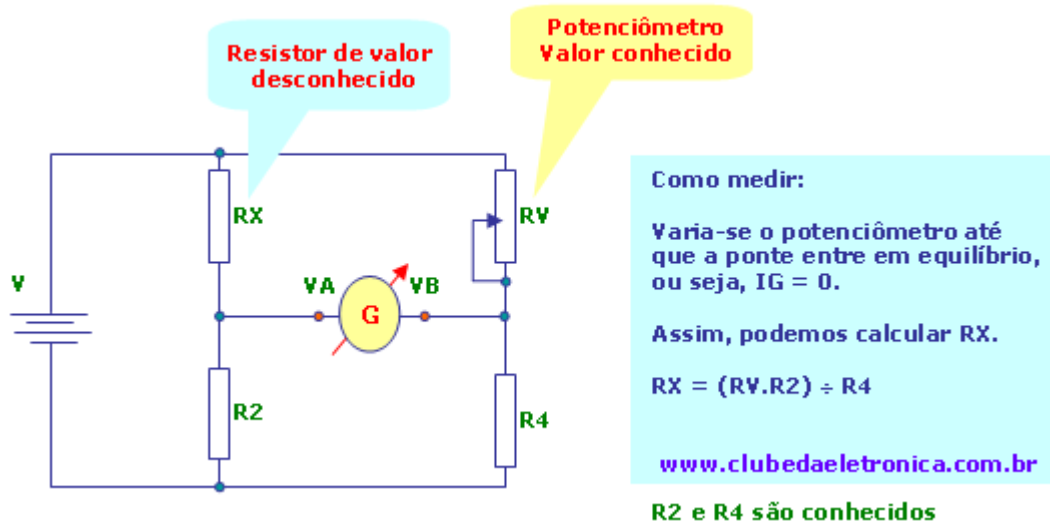 Resistor de valor
desconhecido
Potenciômetro
Valor conhecido
RX
RV
V
VA
VB
G
R2
R4
Como medir:
Varia-se o potenciômetro até
que a ponte entre em equilíbrio,
ou seja, IG = 0.
Assim, podemos calcular RX.
RX = (RV.R2) ÷ R4
www.clubedaeletronica.com.br
R2 e R4 são conhecidos